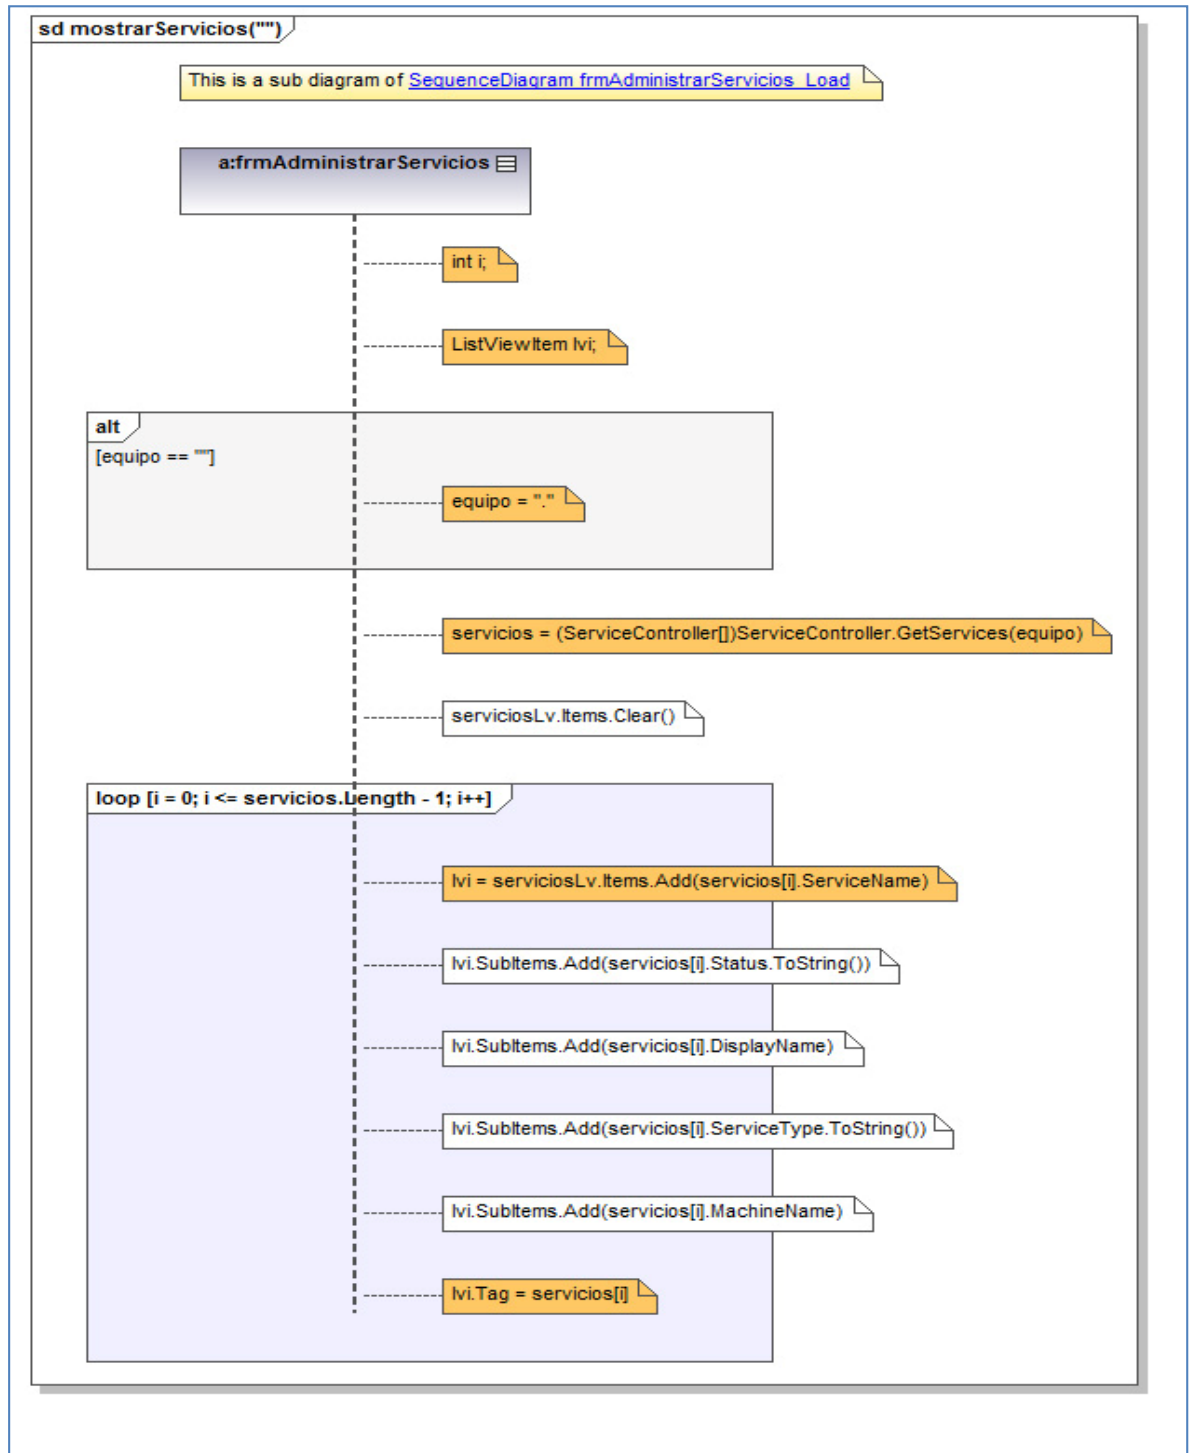 sd mostrarServicios("")
This is a sub diagram of SequenceDiagram frmAdministrarServicios_Load
a:frmAdministrarServicios
int i;
ListViewItem lvi;
alt
[equipo == ""]
equipo = "."
servicios = (ServiceController[])ServiceController.GetServices(equipo)
serviciosLv.Items.Clear()
loop [i = 0; i <= servicios.Length - 1; i++]
lvi = serviciosLv.Items.Add(servicios[i].ServiceName)
lvi.SubItems.Add(servicios[i].Status.ToString())
lvi.SubItems.Add(servicios[i].DisplayName)
lvi.SubItems.Add(servicios[i].ServiceType.ToString())
lvi.SubItems.Add(servicios[i].MachineName)
lvi.Tag = servicios[i]